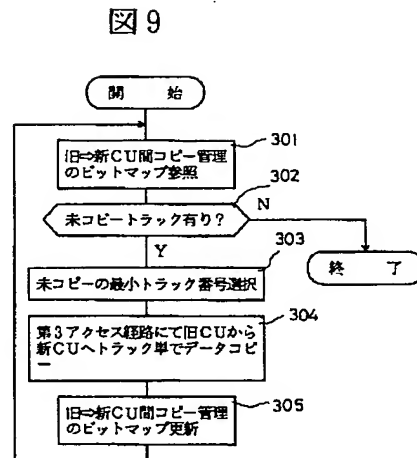 図9
開 始
旧⇒新CU間コピー管理
のビットマップ参照
301
302
未コピートラック有り？
N
Y
303
未コピーの最小トラック番号選択
終 了
304
第3アクセス経路にて旧CUから
新CUへトラック単でデータコピ
ー
305
旧⇒新CU間コピー管理
のビットマップ更新